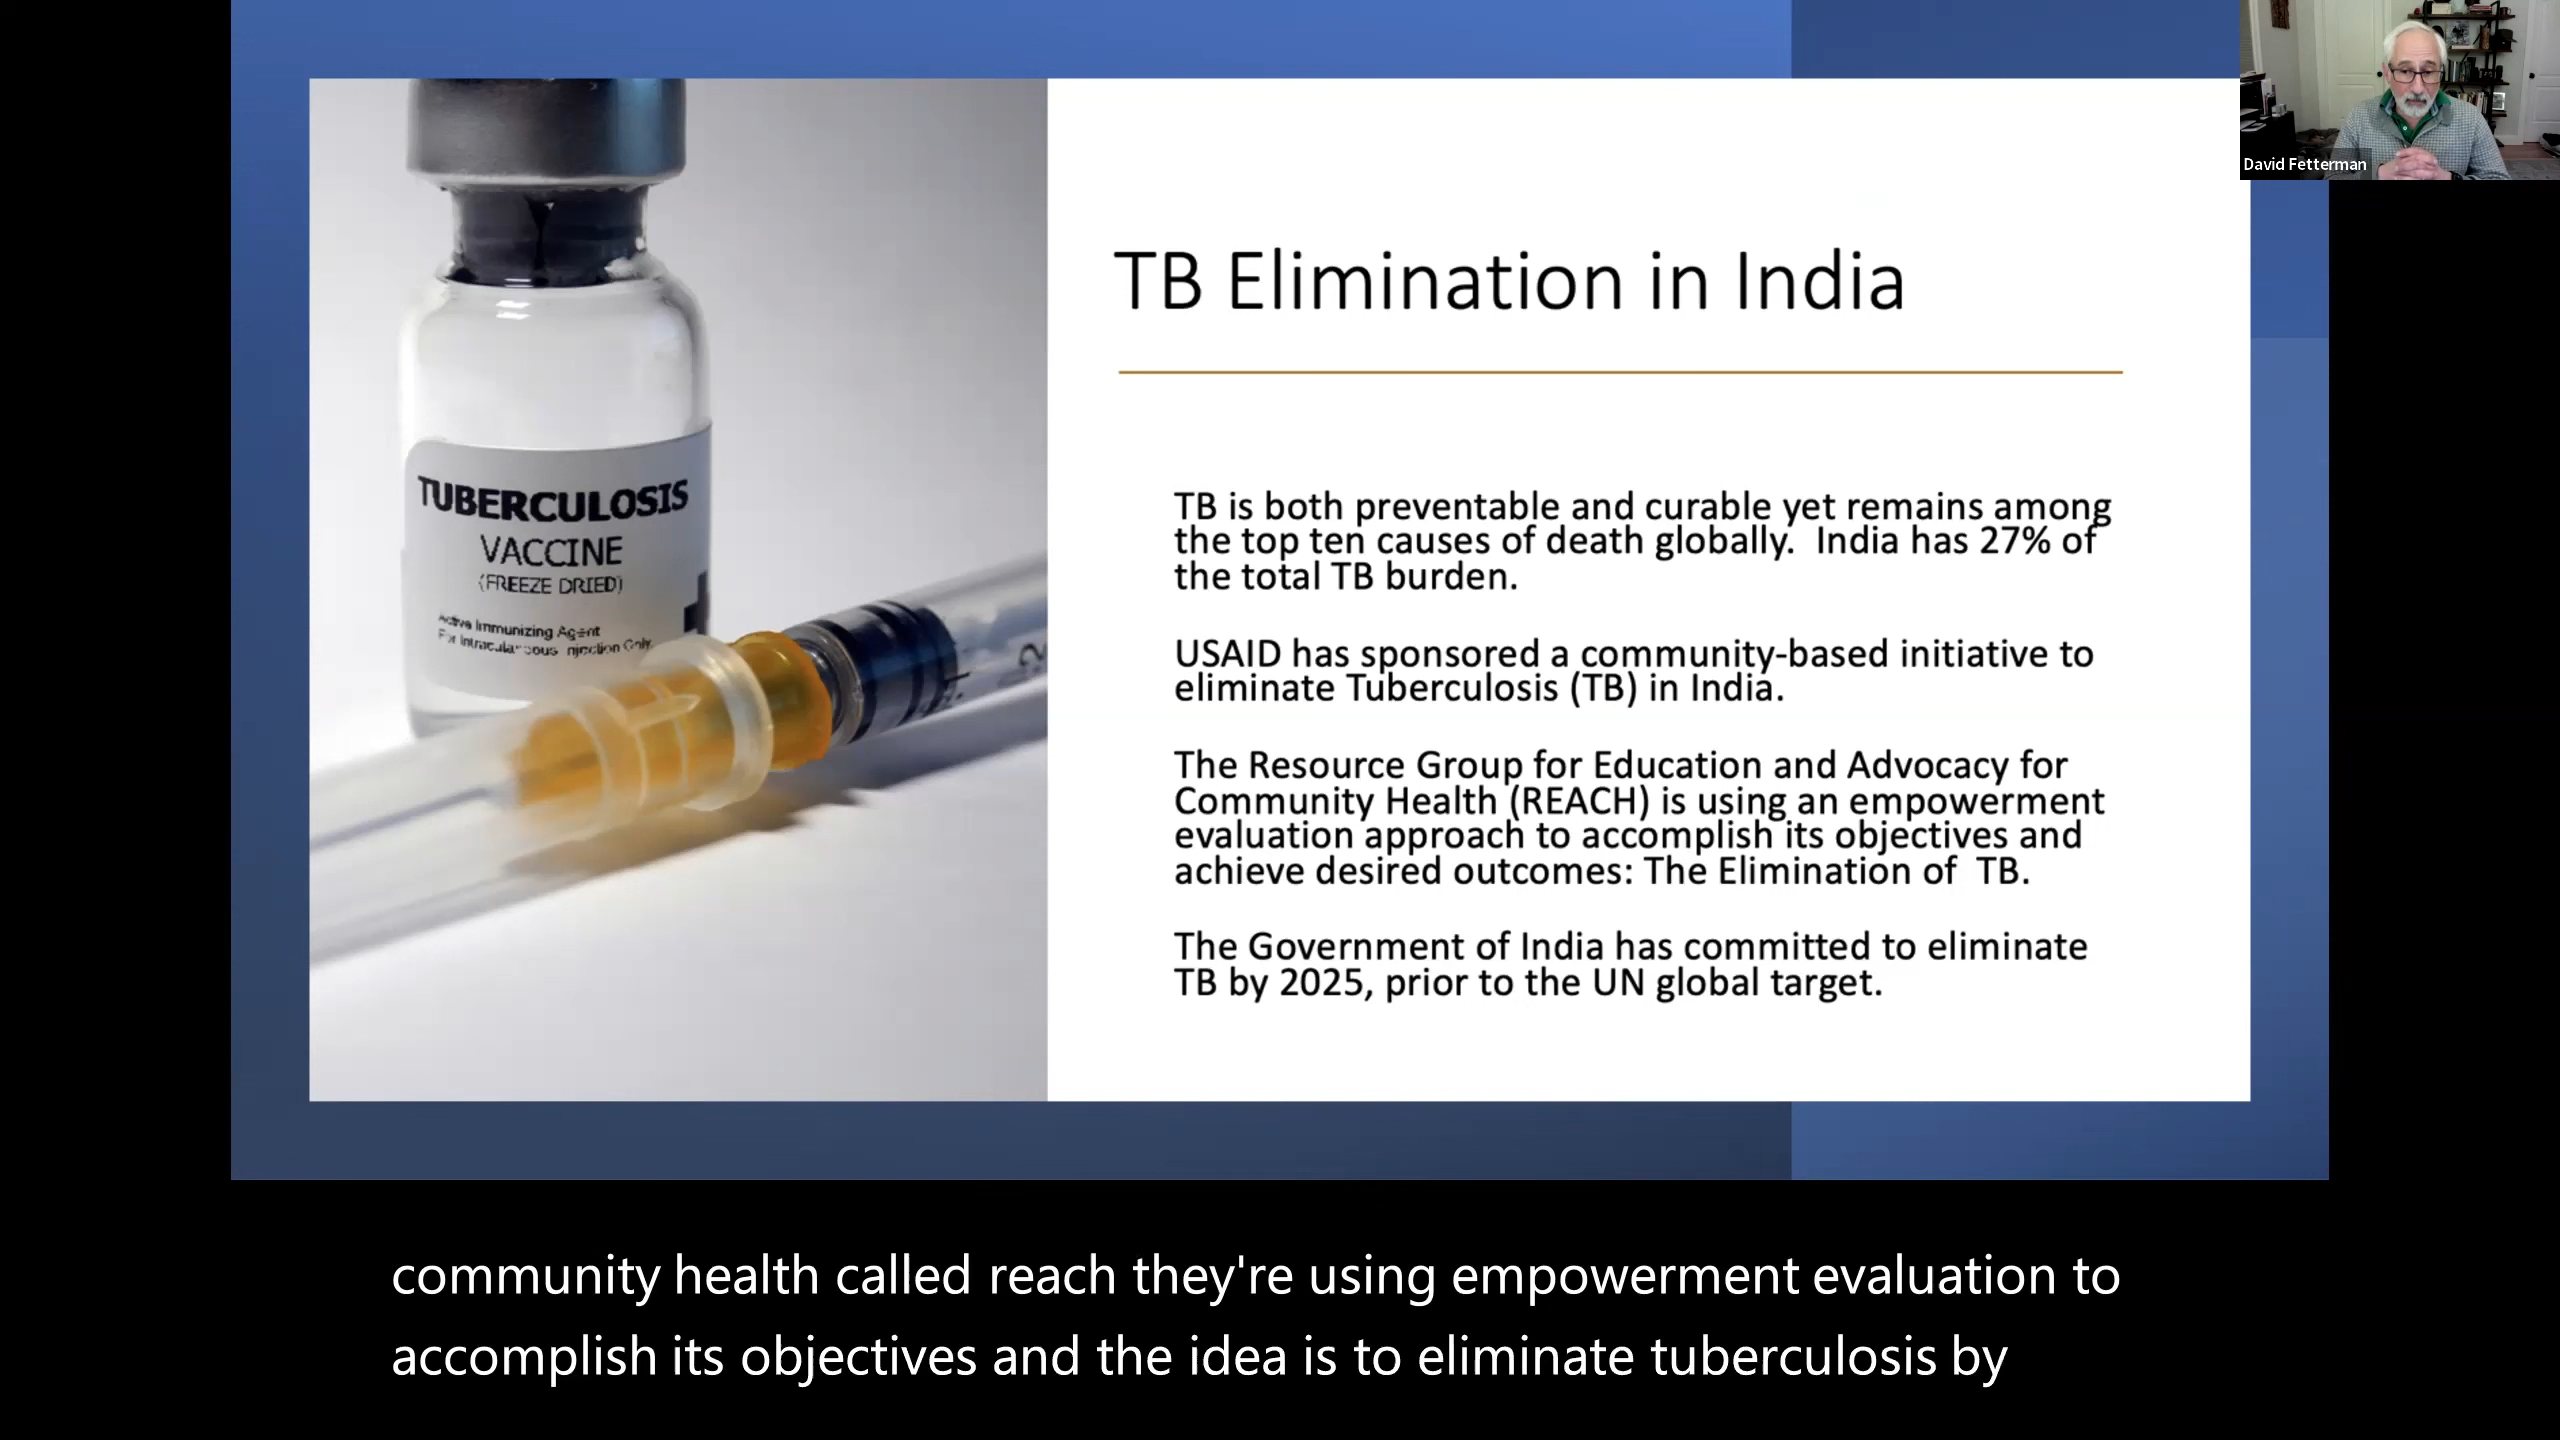 David Fetterman
TUBERCULOSIS
VACCINE
(FREEZE DRIED)
Active Immunizing Agent
For Intracutaneous Injection Only
TB Elimination in India
TB is both preventable and curable yet remains among
the top ten causes of death globally.  India has 27% of
the total TB burden.
USAID has sponsored a community-based initiative to
eliminate Tuberculosis (TB) in India.
The Resource Group for Education and Advocacy for
Community Health (REACH) is using an empowerment
evaluation approach to accomplish its objectives and
achieve desired outcomes: The Elimination of  TB.
The Government of India has committed to eliminate
TB by 2025, prior to the UN global target.
community health called reach they're using empowerment evaluation to
accomplish its objectives and the idea is to eliminate tuberculosis by